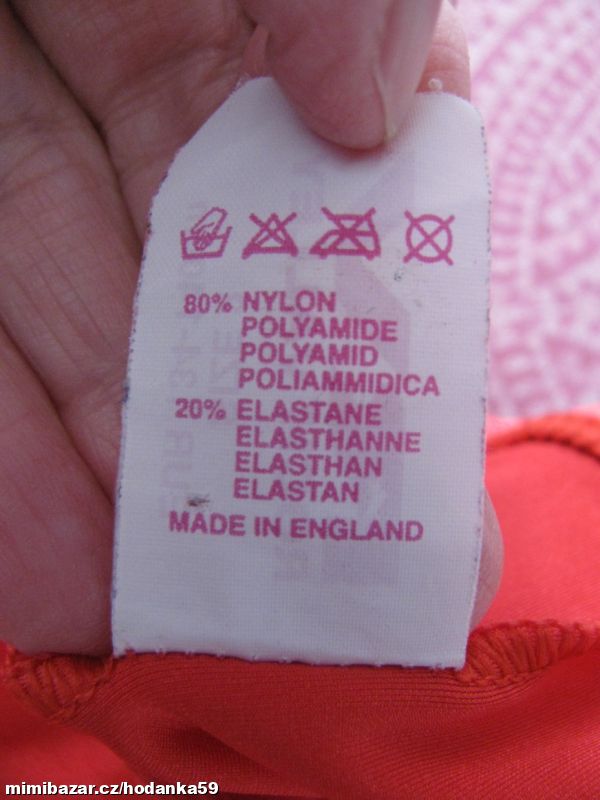 80% NYLON
POLYAMIDE
POLYAMID
POLIAMMIDICA
20% ELASTANE
ELASTHANNE
ELASTHAN
ELASTAN
MADE IN ENGLAND
mimibazar.cz/hodanka59